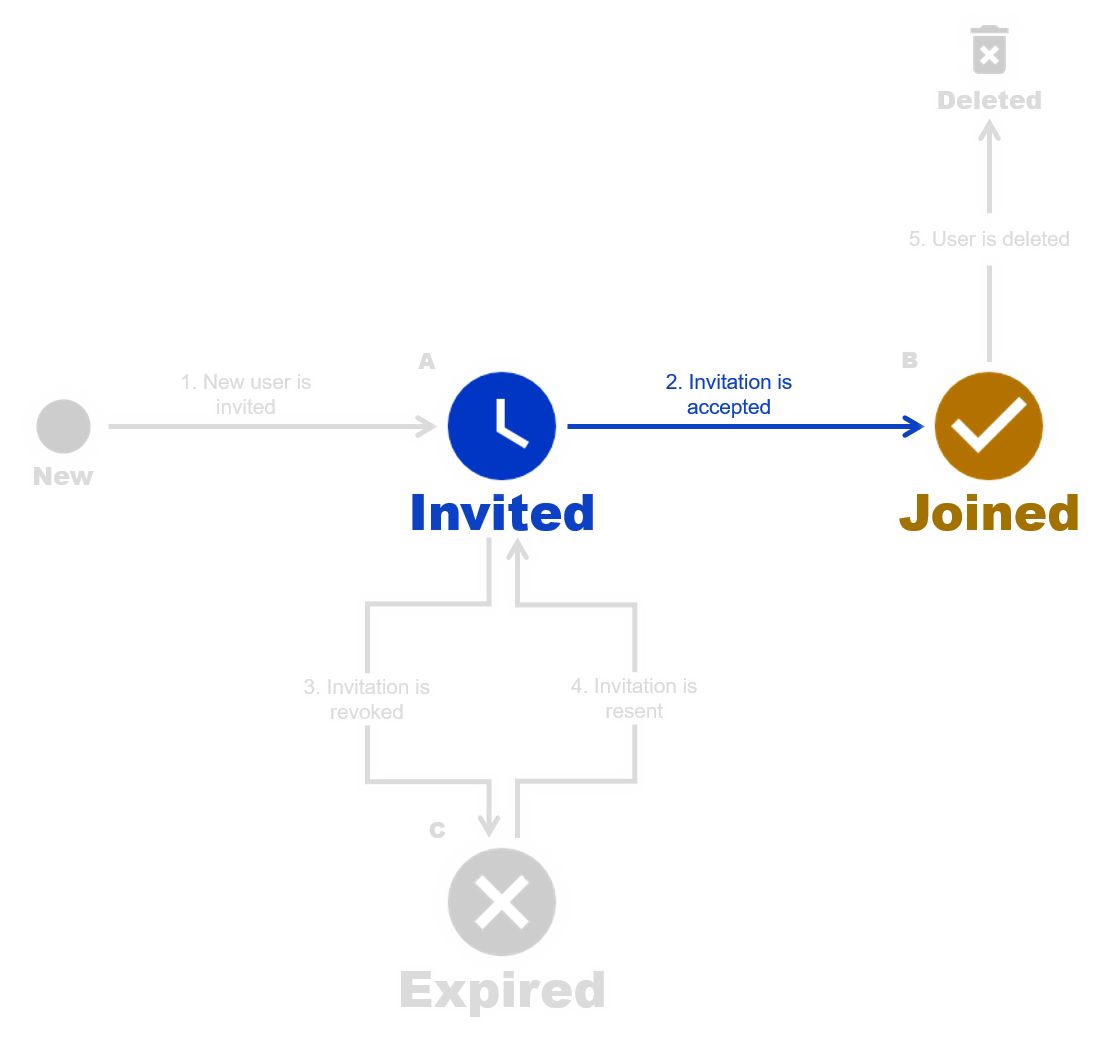 Deleted
5. User is deleted
A
B
1. New user is
invited
2. Invitation is
accepted
New
Invited
Joined
3. Invitation is
revoked
4. Invitation is
resent
C
Expired